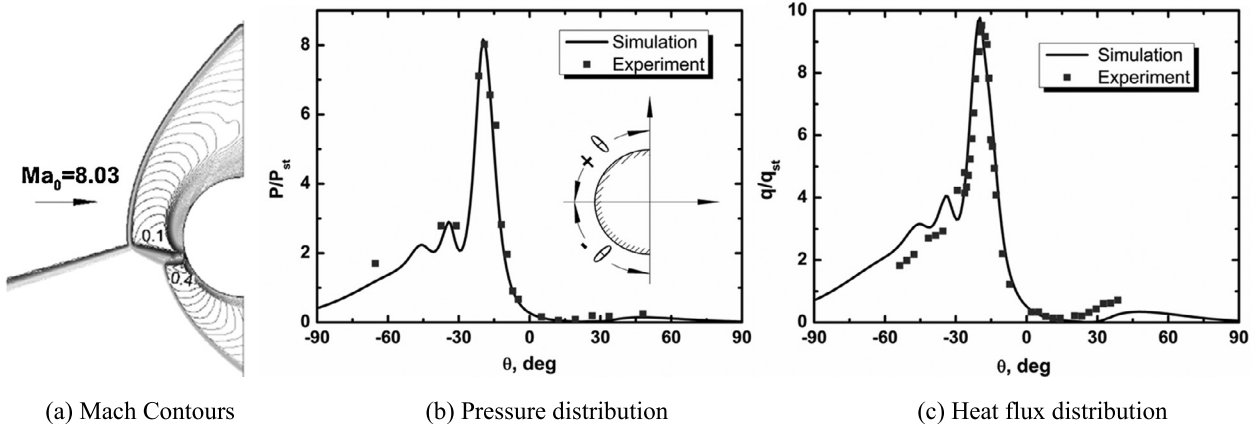 Ma₀=8.03
0.1
0.4
(a) Mach Contours
P/Pst
8
6
4
2
0
-90 -60 -30 0 30 60 90
θ, deg
Simulation
Experiment
θ
+
-
θ
(b) Pressure distribution
q/qst
10
8
6
4
2
0
-90 -60 -30 0 30 60 90
θ, deg
Simulation
Experiment
(c) Heat flux distribution